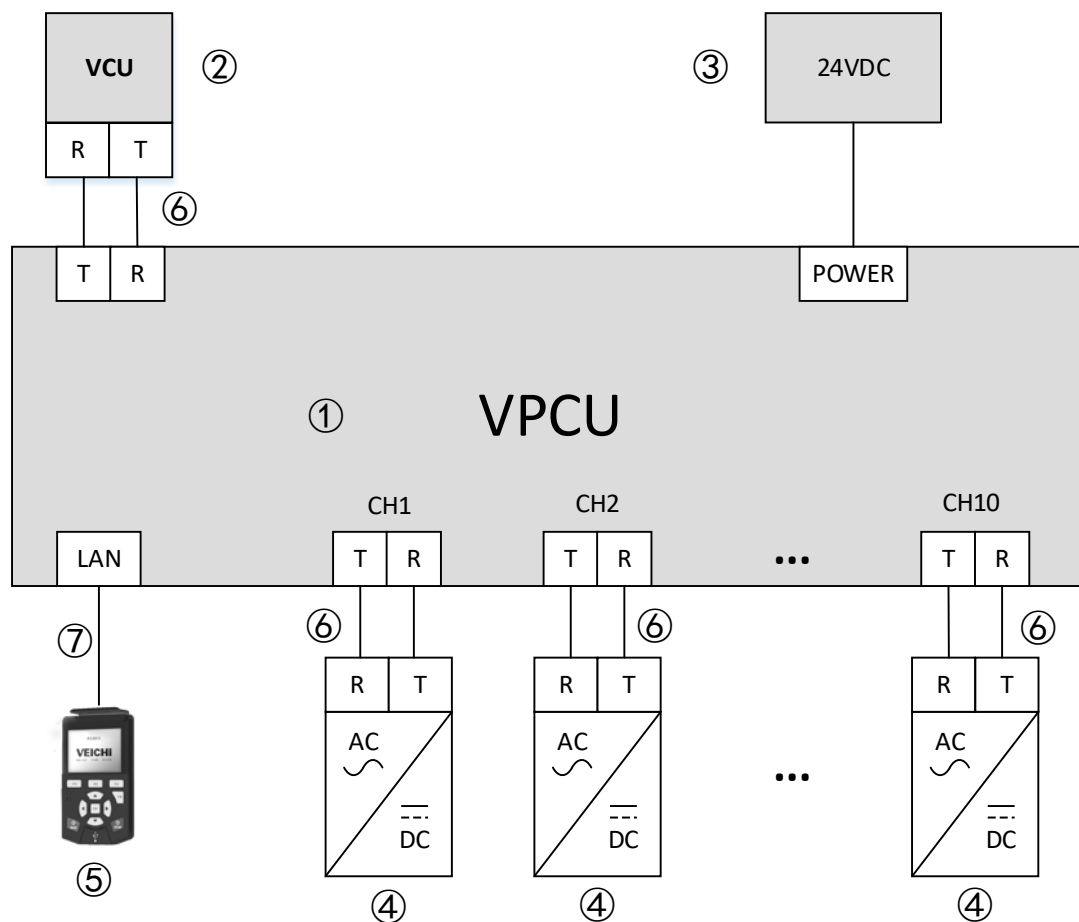 VCU
②
③
24VDC
R
T
⑥
T
R
POWER
①
VPCU
CH1
CH2
CH10
LAN
T
R
T
R
...
T
R
⑦
⑥
⑥
⑥
R
T
R
T
R
T
VEICHI
AC
DC
AC
DC
...
AC
DC
⑤
④
④
④